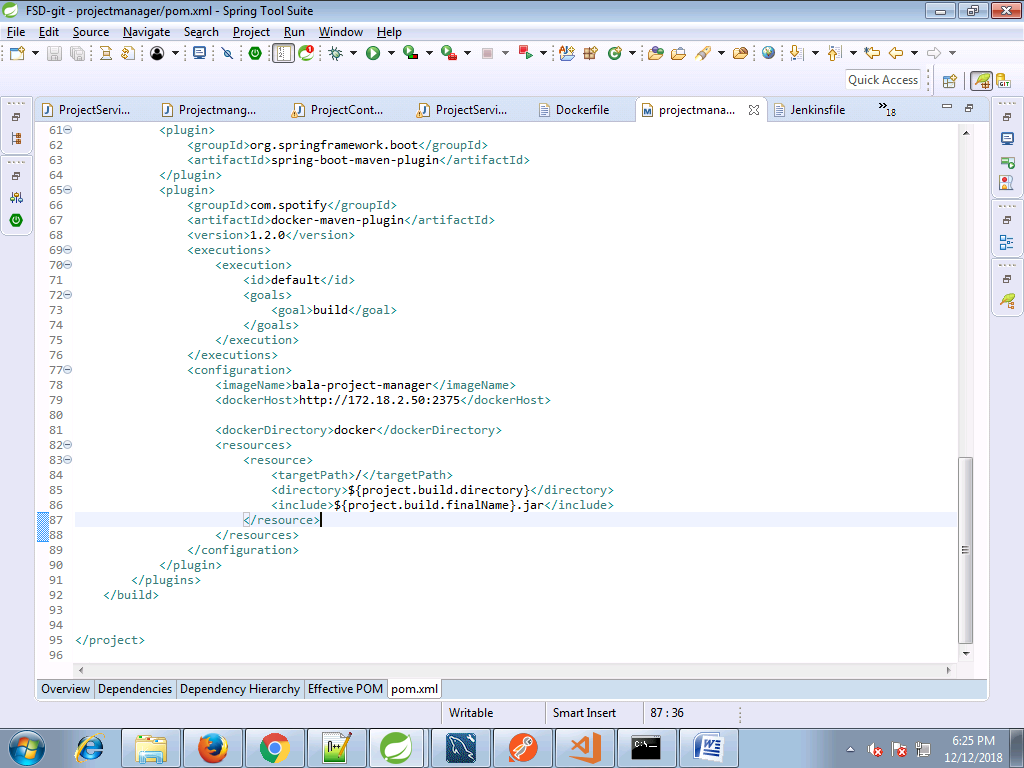 FSD-git - projectmanager/pom.xml - Spring Tool Suite
File Edit Source Navigate Search Project Run Window Help
Quick Access
ProjectServi... Projectmang... ProjectCont... ProjectServi... Dockerfile projectmana... Jenkinsfile »18
61 <plugin>
62 <groupId>org.springframework.boot</groupId>
63 <artifactId>spring-boot-maven-plugin</artifactId>
64 </plugin>
65 <plugin>
66 <groupId>com.spotify</groupId>
67 <artifactId>docker-maven-plugin</artifactId>
68 <version>1.2.0</version>
69 <executions>
70 <execution>
71 <id>default</id>
72 <goals>
73 <goal>build</goal>
74 </goals>
75 </execution>
76 </executions>
77 <configuration>
78 <imageName>bala-project-manager</imageName>
79 <dockerHost>http://172.18.2.50:2375</dockerHost>
80
81 <dockerDirectory>docker</dockerDirectory>
82 <resources>
83 <resource>
84 <targetPath>/</targetPath>
85 <directory>${project.build.directory}</directory>
86 <include>${project.build.finalName}.jar</include>
87 </resource>
88 </resources>
89 </configuration>
90 </plugin>
91 </plugins>
92 </build>
93
94
95 </project>
96
Overview Dependencies Dependency Hierarchy Effective POM pom.xml
Writable Smart Insert 87 : 36
6:25 PM
12/12/2018